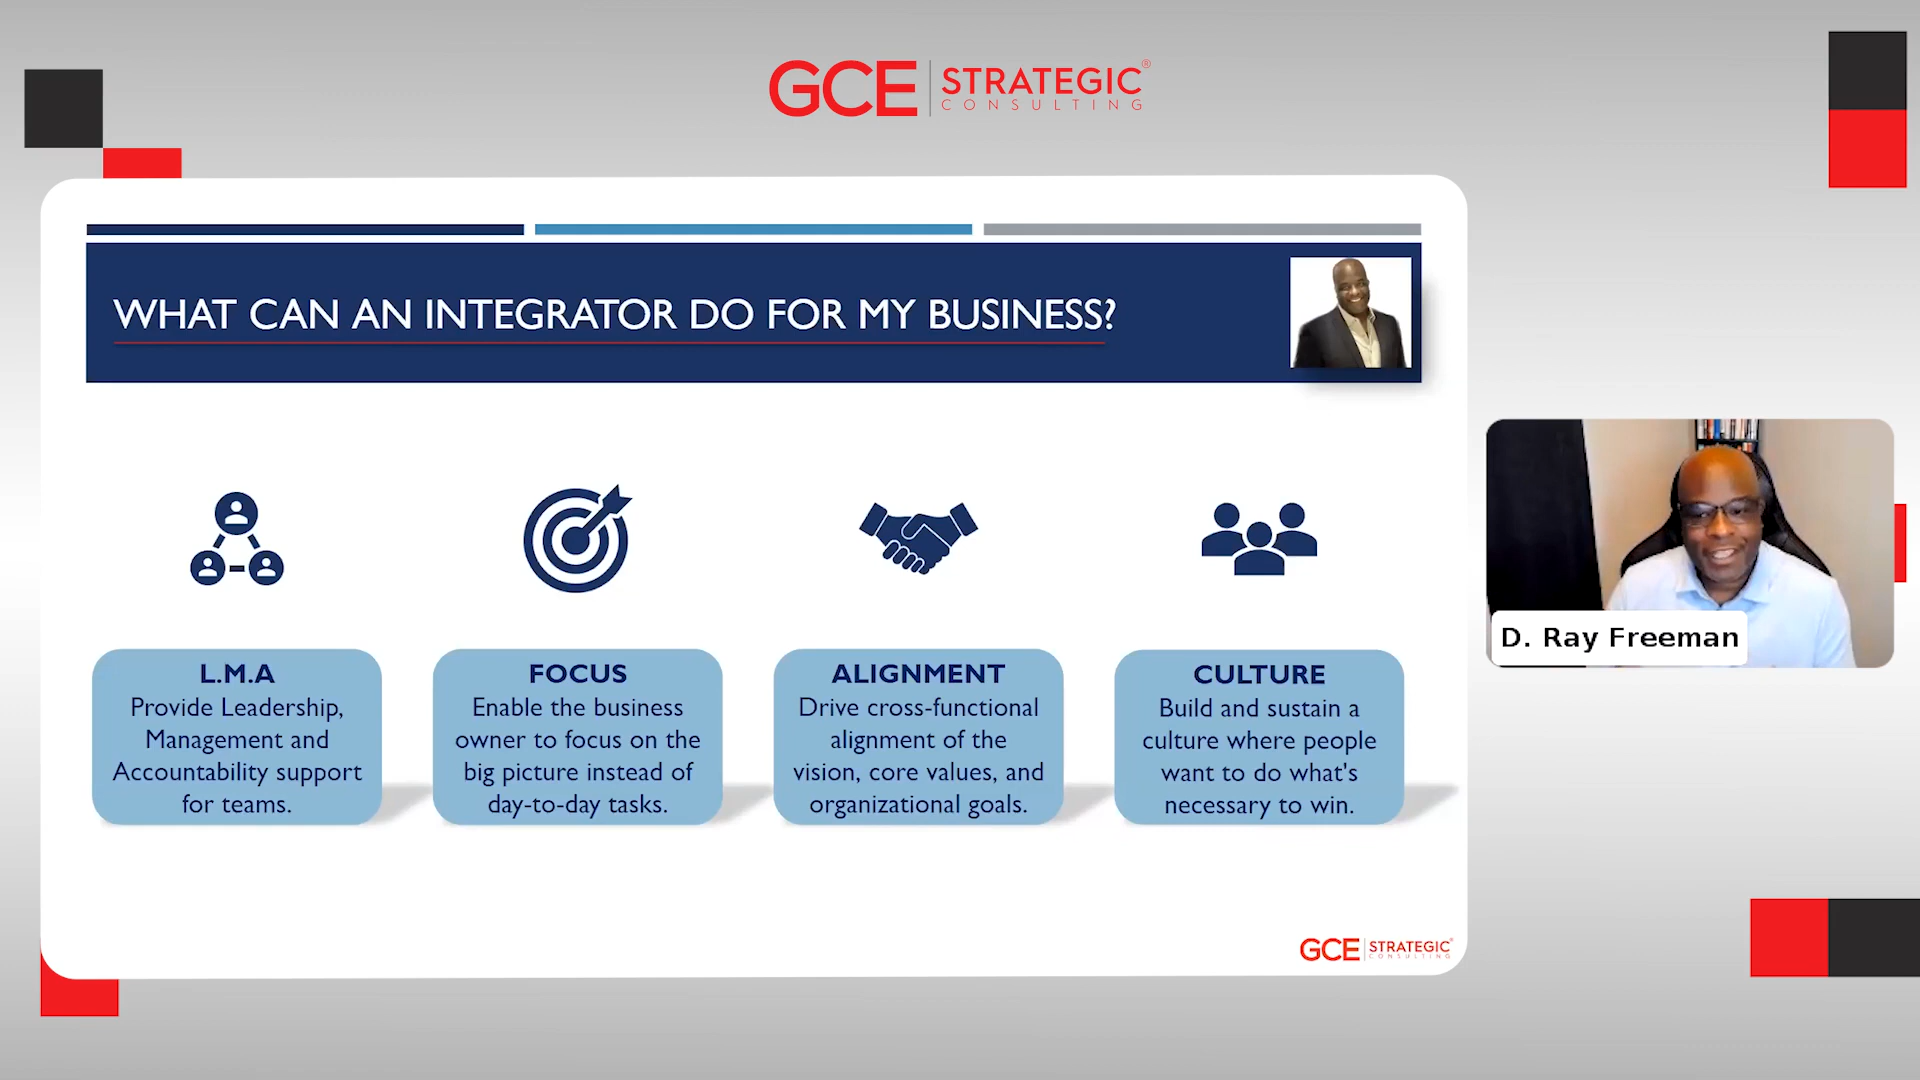 GCE STRATEGIC®
CONSULTING
WHAT CAN AN INTEGRATOR DO FOR MY BUSINESS?
L.M.A
Provide Leadership,
Management and
Accountability support
for teams.
FOCUS
Enable the business
owner to focus on the
big picture instead of
day-to-day tasks.
ALIGNMENT
Drive cross-functional
alignment of the
vision, core values, and
organizational goals.
CULTURE
Build and sustain a
culture where people
want to do what's
necessary to win.
D. Ray Freeman
GCE STRATEGIC®
CONSULTING